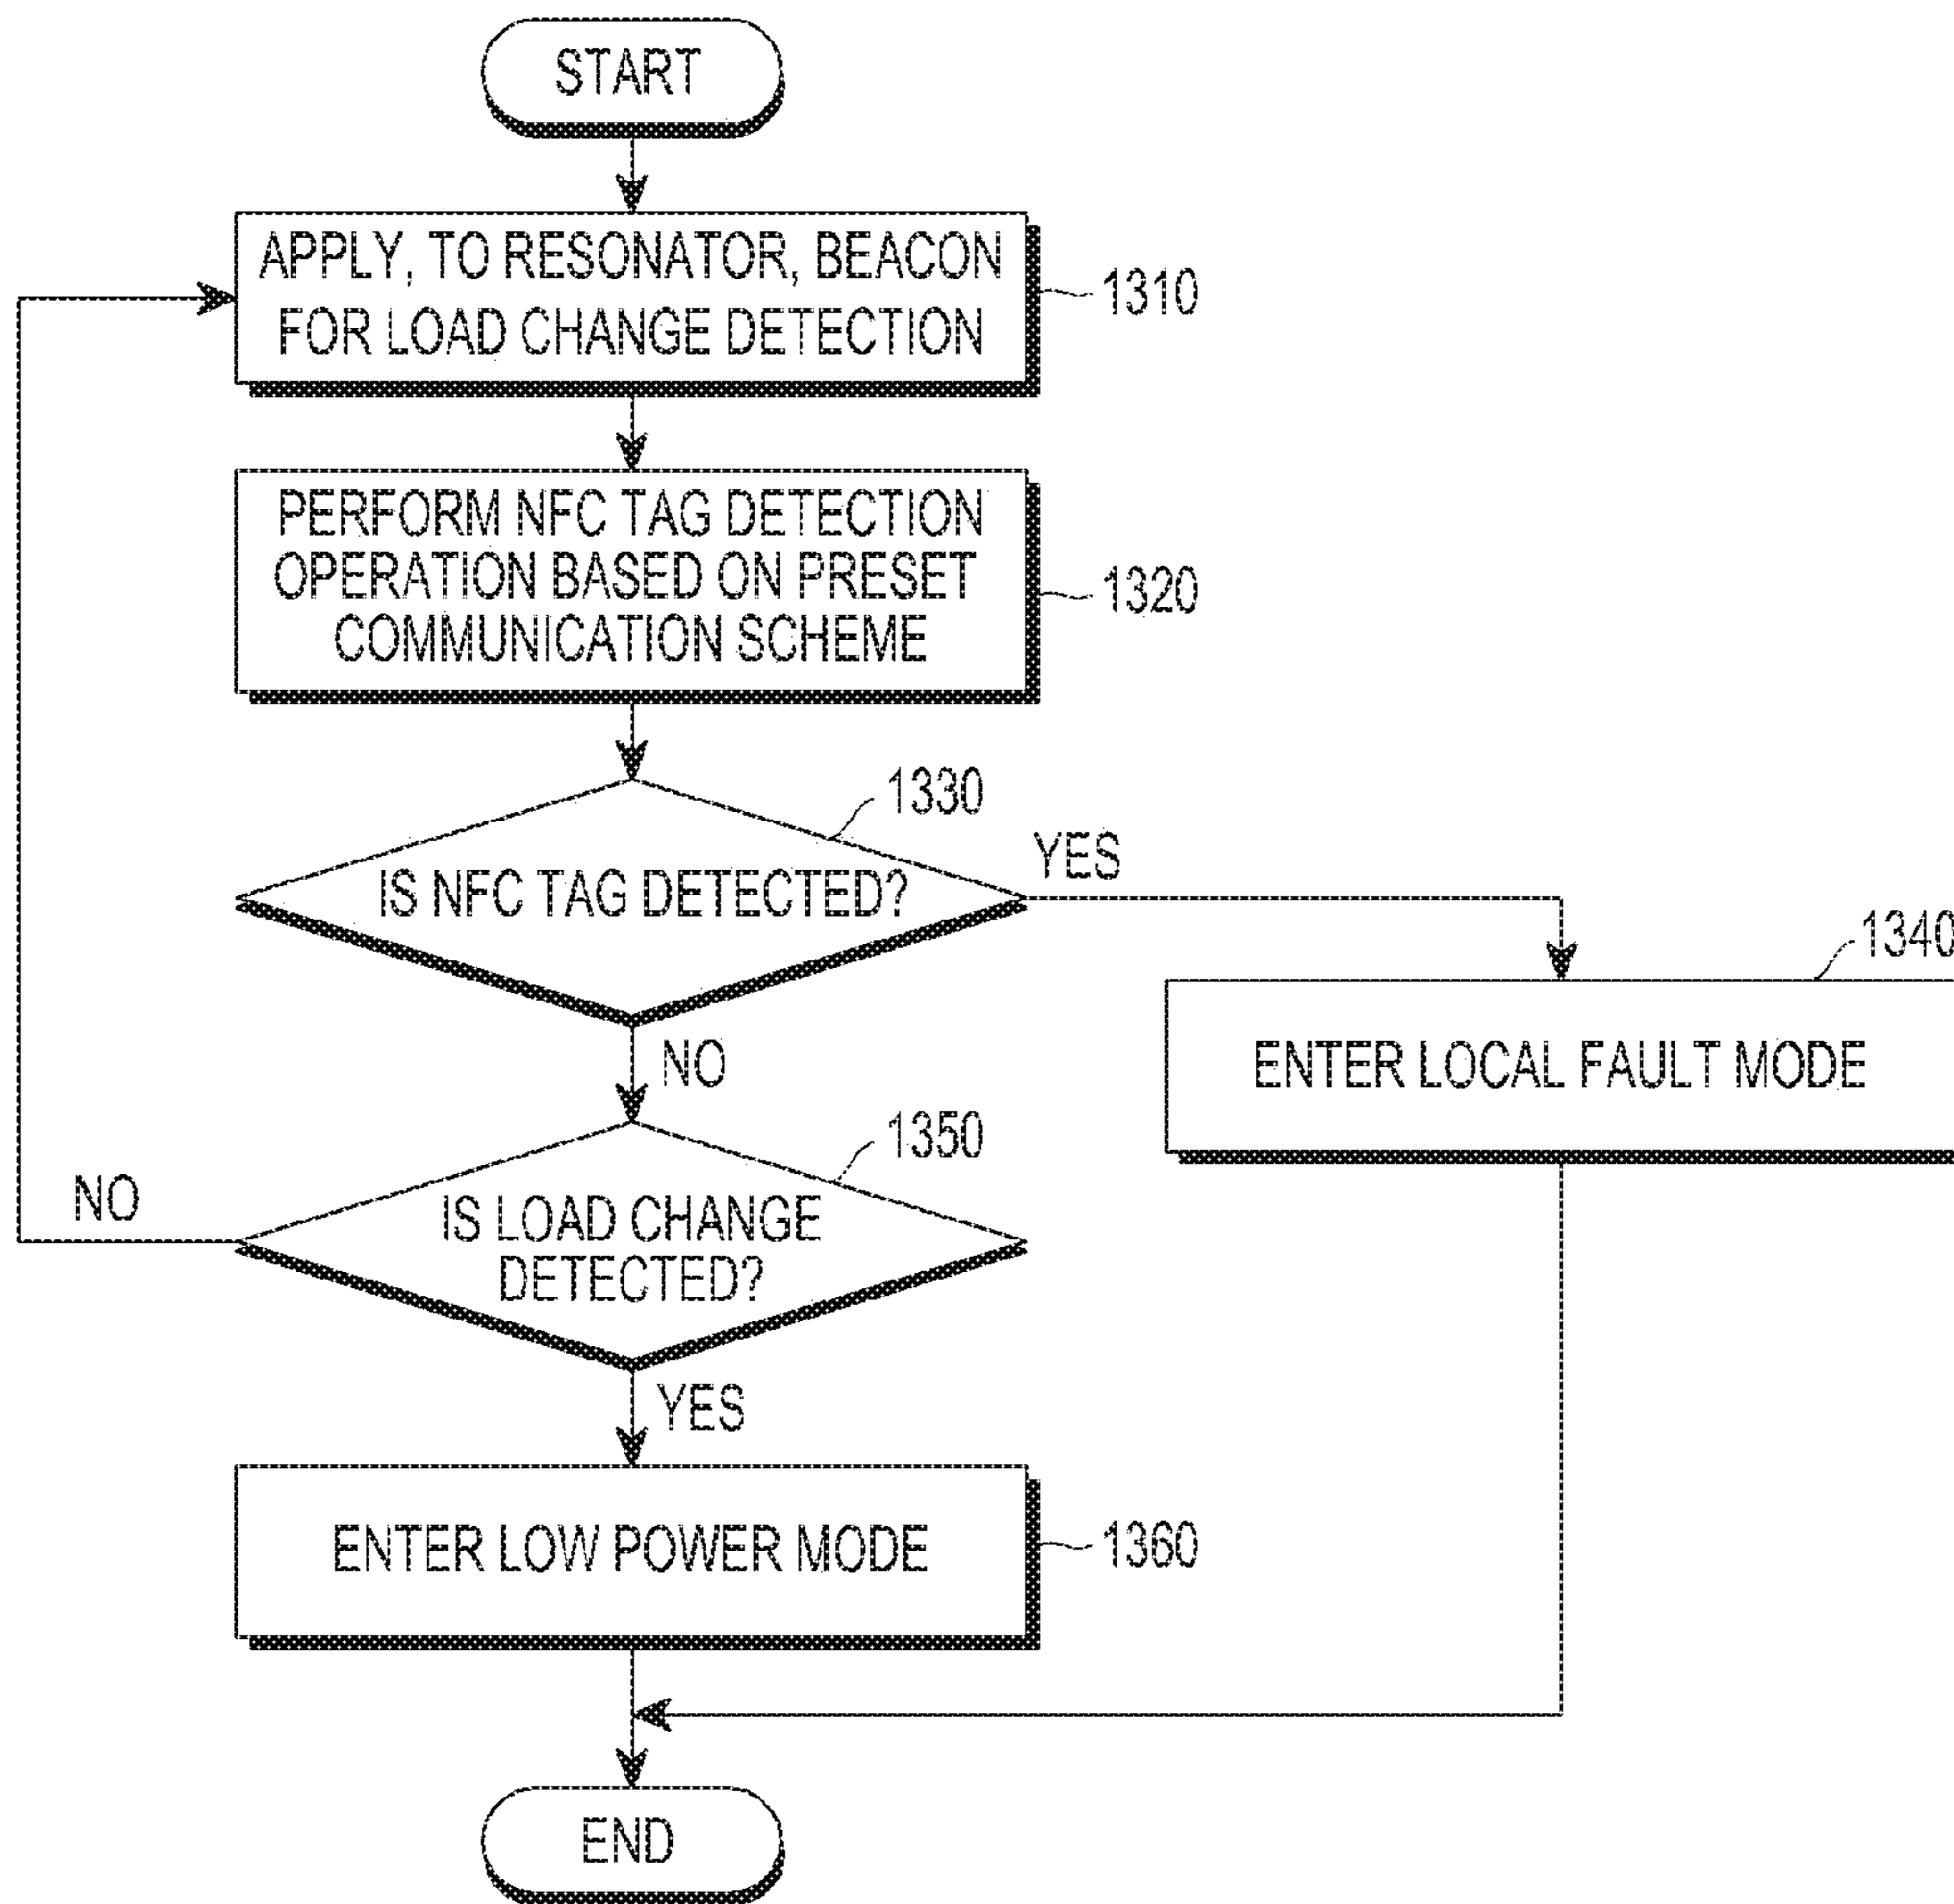 START
APPLY, TO RESONATOR, BEACON
FOR LOAD CHANGE DETECTION
1310
PERFORM NFC TAG DETECTION
OPERATION BASED ON PRESET
COMMUNICATION SCHEME
1320
1330
IS NFC TAG DETECTED?
YES
1340
ENTER LOCAL FAULT MODE
NO
1350
IS LOAD CHANGE
DETECTED?
NO
YES
ENTER LOW POWER MODE
1360
END